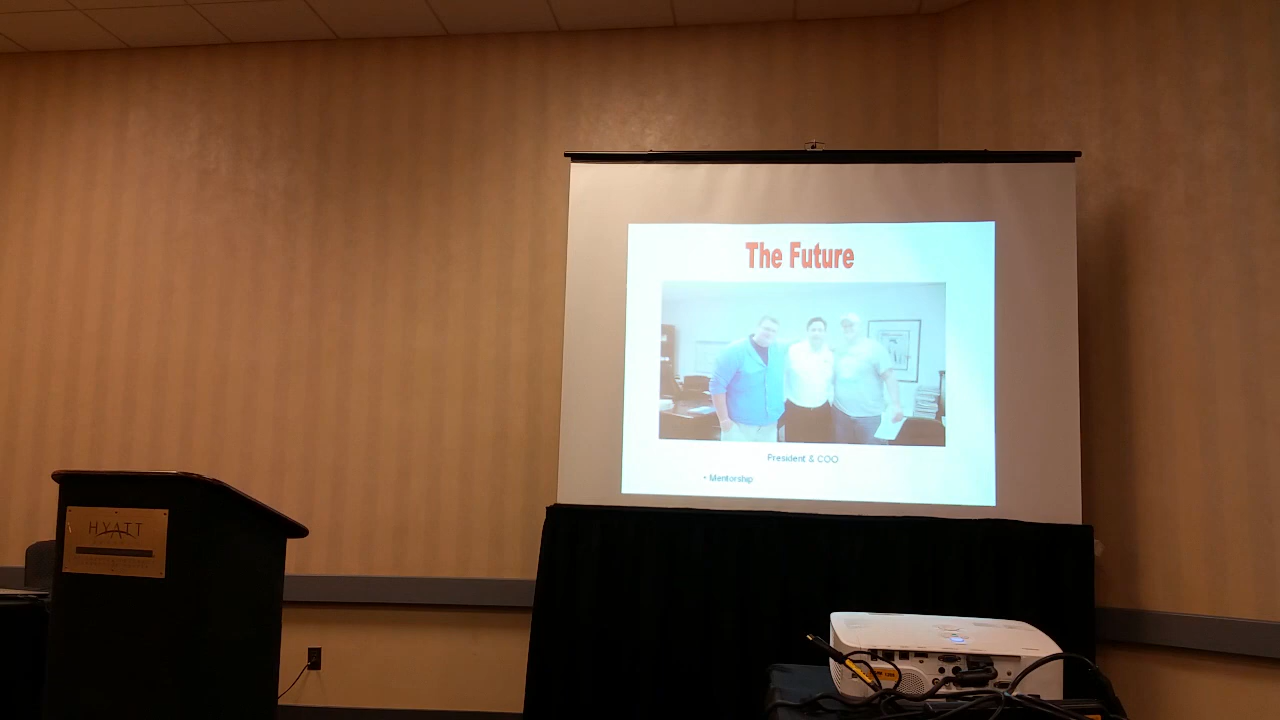 The Future
President & COO
• Mentorship
HYATT